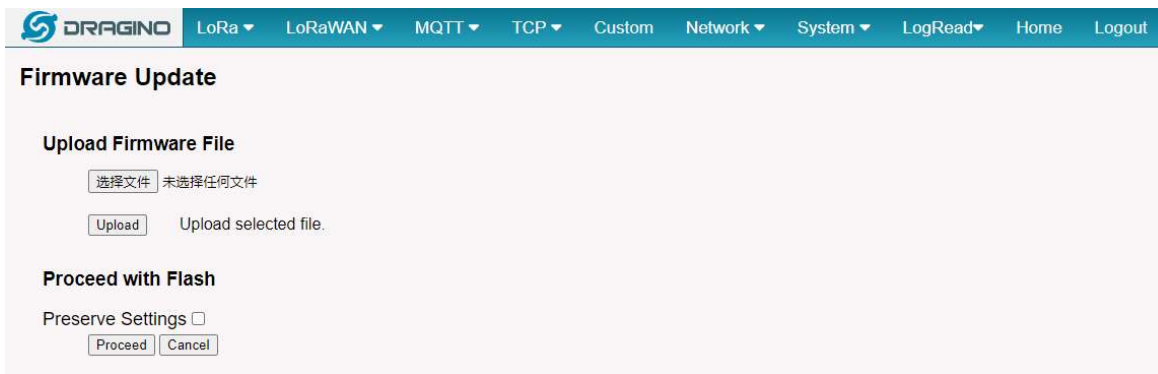 DRAGINO LoRa LoRaWAN MQTT TCP Custom Network System LogRead Home Logout
Firmware Update
Upload Firmware File
选择文件 未选择任何文件
Upload Upload selected file.
Proceed with Flash
Preserve Settings
Proceed Cancel